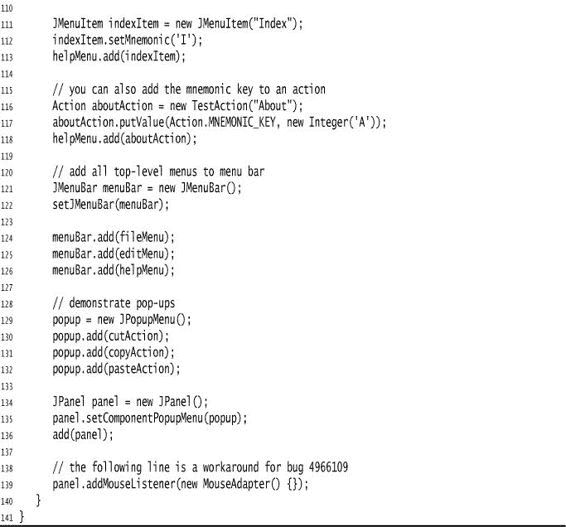 110
111 JMenuItem indexItem = new JMenuItem("Index");
112 indexItem.setMnemonic('I');
113 helpMenu.add(indexItem);
114
115 // you can also add the mnemonic key to an action
116 Action aboutAction = new TestAction("About");
117 aboutAction.putValue(Action.MNEMONIC_KEY, new Integer('A'));
118 helpMenu.add(aboutAction);
119
120 // add all top-level menus to menu bar
121 JMenuBar menuBar = new JMenuBar();
122 setJMenuBar(menuBar);
123
124 menuBar.add(fileMenu);
125 menuBar.add(editMenu);
126 menuBar.add(helpMenu);
127
128 // demonstrate pop-ups
129 popup = new JPopupMenu();
130 popup.add(cutAction);
131 popup.add(copyAction);
132 popup.add(pasteAction);
133
134 JPanel panel = new JPanel();
135 panel.setComponentPopupMenu(popup);
136 add(panel);
137
138 // the following line is a workaround for bug 4966109
139 panel.addMouseListener(new MouseAdapter() {});
140 }
141 }